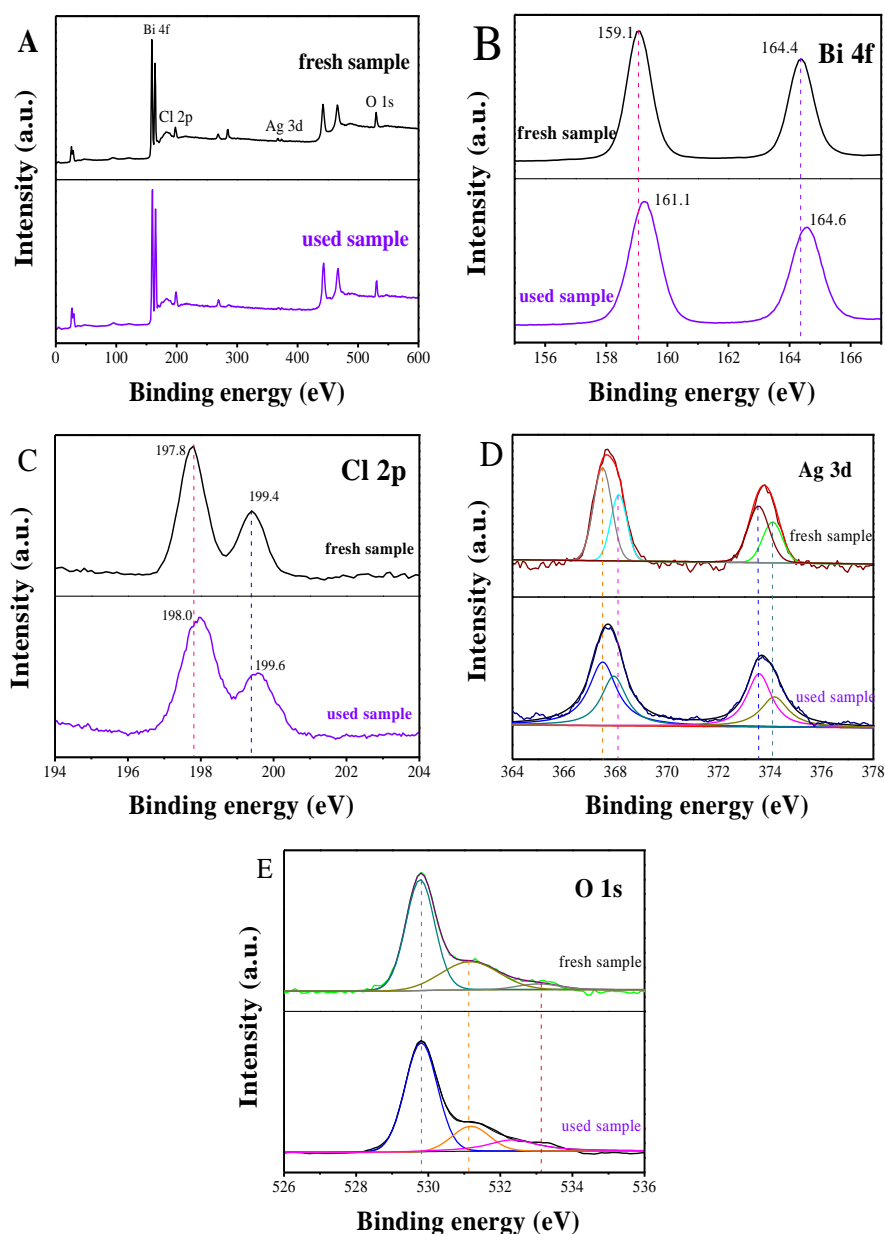 A
Bi 4f
fresh sample
Cl 2p
Ag 3d
O 1s
used sample
Intensity (a.u.)
0 100 200 300 400 500 600
Binding energy (eV)
B
159.1
164.4
Bi 4f
fresh sample
161.1
164.6
used sample
Intensity (a.u.)
156 158 160 162 164 166
Binding energy (eV)
C
197.8
Cl 2p
199.4
fresh sample
198.0
199.6
used sample
Intensity (a.u.)
194 196 198 200 202 204
Binding energy (eV)
D
Ag 3d
fresh sample
used sample
Intensity (a.u.)
364 366 368 370 372 374 376 378
Binding energy (eV)
E
O 1s
fresh sample
used sample
Intensity (a.u.)
526 528 530 532 534 536
Binding energy (eV)